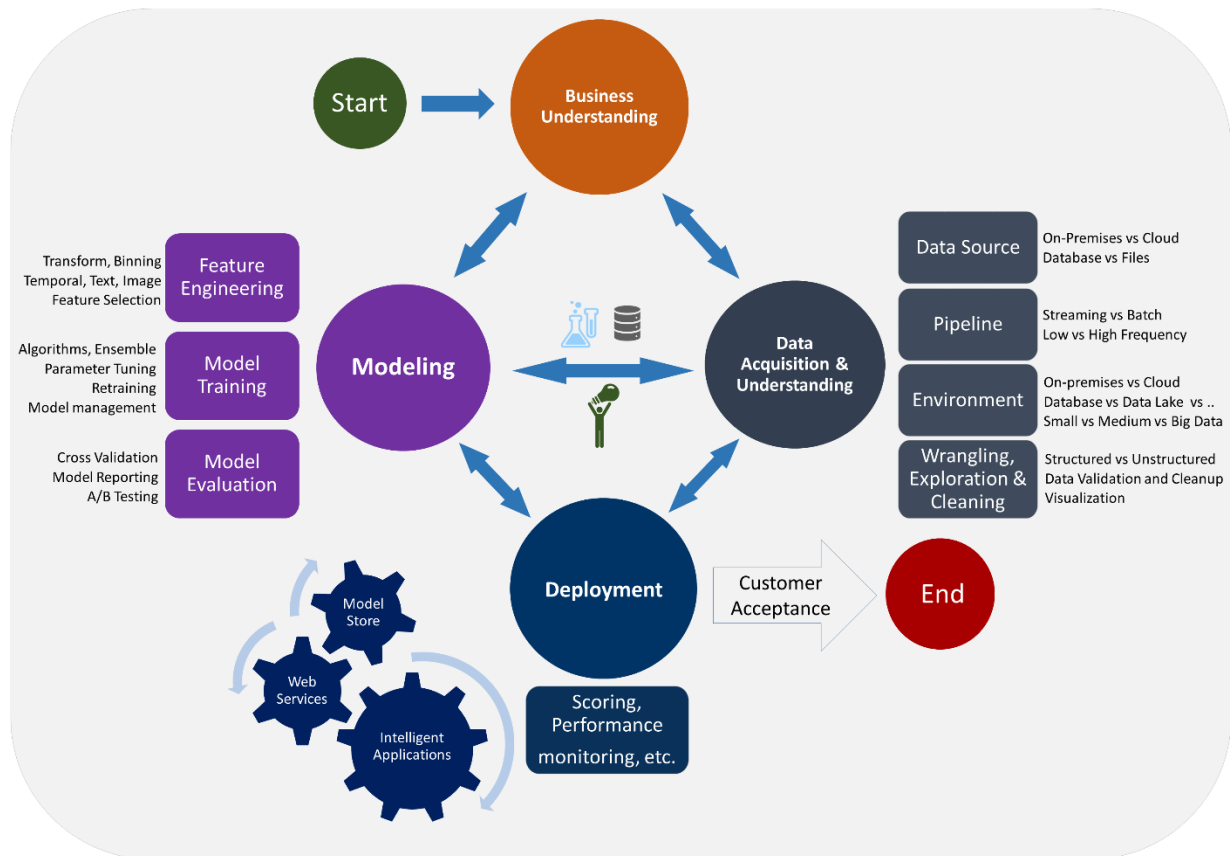 Start
Business
Understanding
Transform, Binning
Temporal, Text, Image
Feature Selection
Feature
Engineering
Algorithms, Ensemble
Parameter Tuning
Retraining
Model management
Model
Training
Cross Validation
Model Reporting
A/B Testing
Model
Evaluation
Modeling
Data
Acquisition &
Understanding
Data Source
On-Premises vs Cloud
Database vs Files
Pipeline
Streaming vs Batch
Low vs High Frequency
Environment
On-premises vs Cloud
Database vs Data Lake vs ..
Small vs Medium vs Big Data
Wrangling,
Exploration &
Cleaning
Structured vs Unstructured
Data Validation and Cleanup
Visualization
Deployment
Customer
Acceptance
End
Model
Store
Web
Services
Intelligent
Applications
Scoring,
Performance
monitoring, etc.